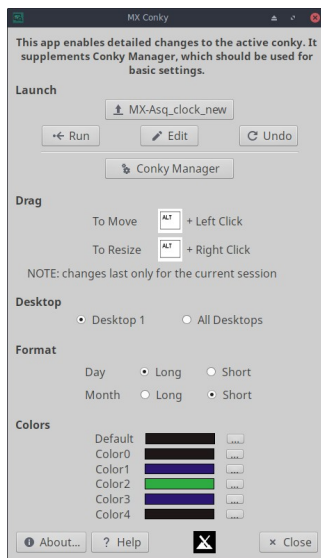 MX Conky
This app enables detailed changes to the active conky. It
supplements Conky Manager, which should be used for
basic settings.
Launch
MX-Asq_clock_new
Run Edit Undo
Conky Manager
Drag
To Move ALT + Left Click
To Resize ALT + Right Click
NOTE: changes last only for the current session
Desktop
Desktop 1 All Desktops
Format
Day Long Short
Month Long Short
Colors
Default ...
Color0 ...
Color1 ...
Color2 ...
Color3 ...
Color4 ...
About... ? Help × Close